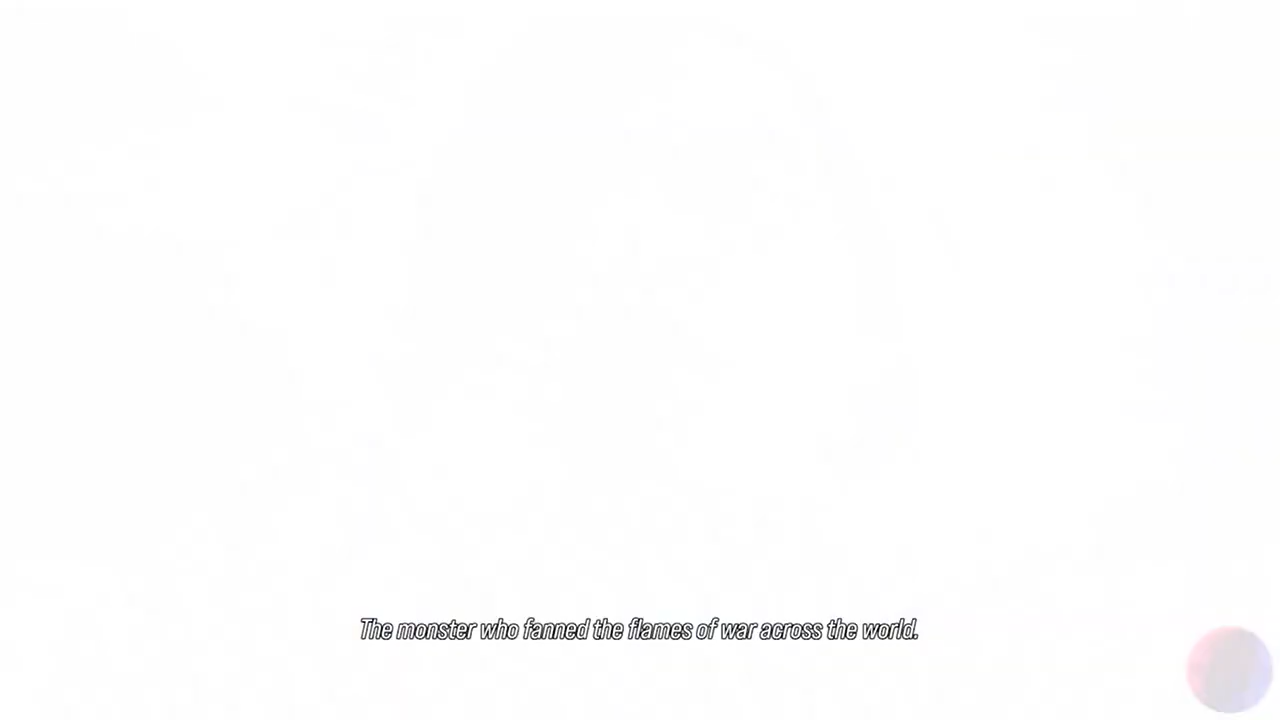 The monster who fanned the flames of war across the world.